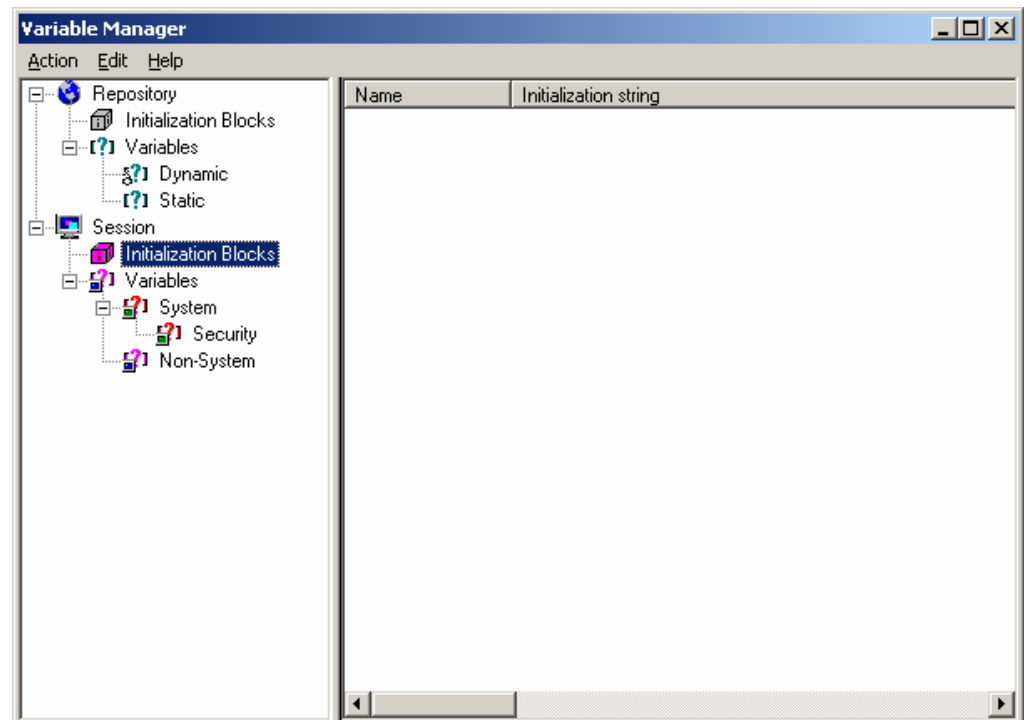 Variable Manager
Action Edit Help
Repository
Initialization Blocks
Variables
Dynamic
Static
Session
Initialization Blocks
Variables
System
Security
Non-System
Name Initialization string